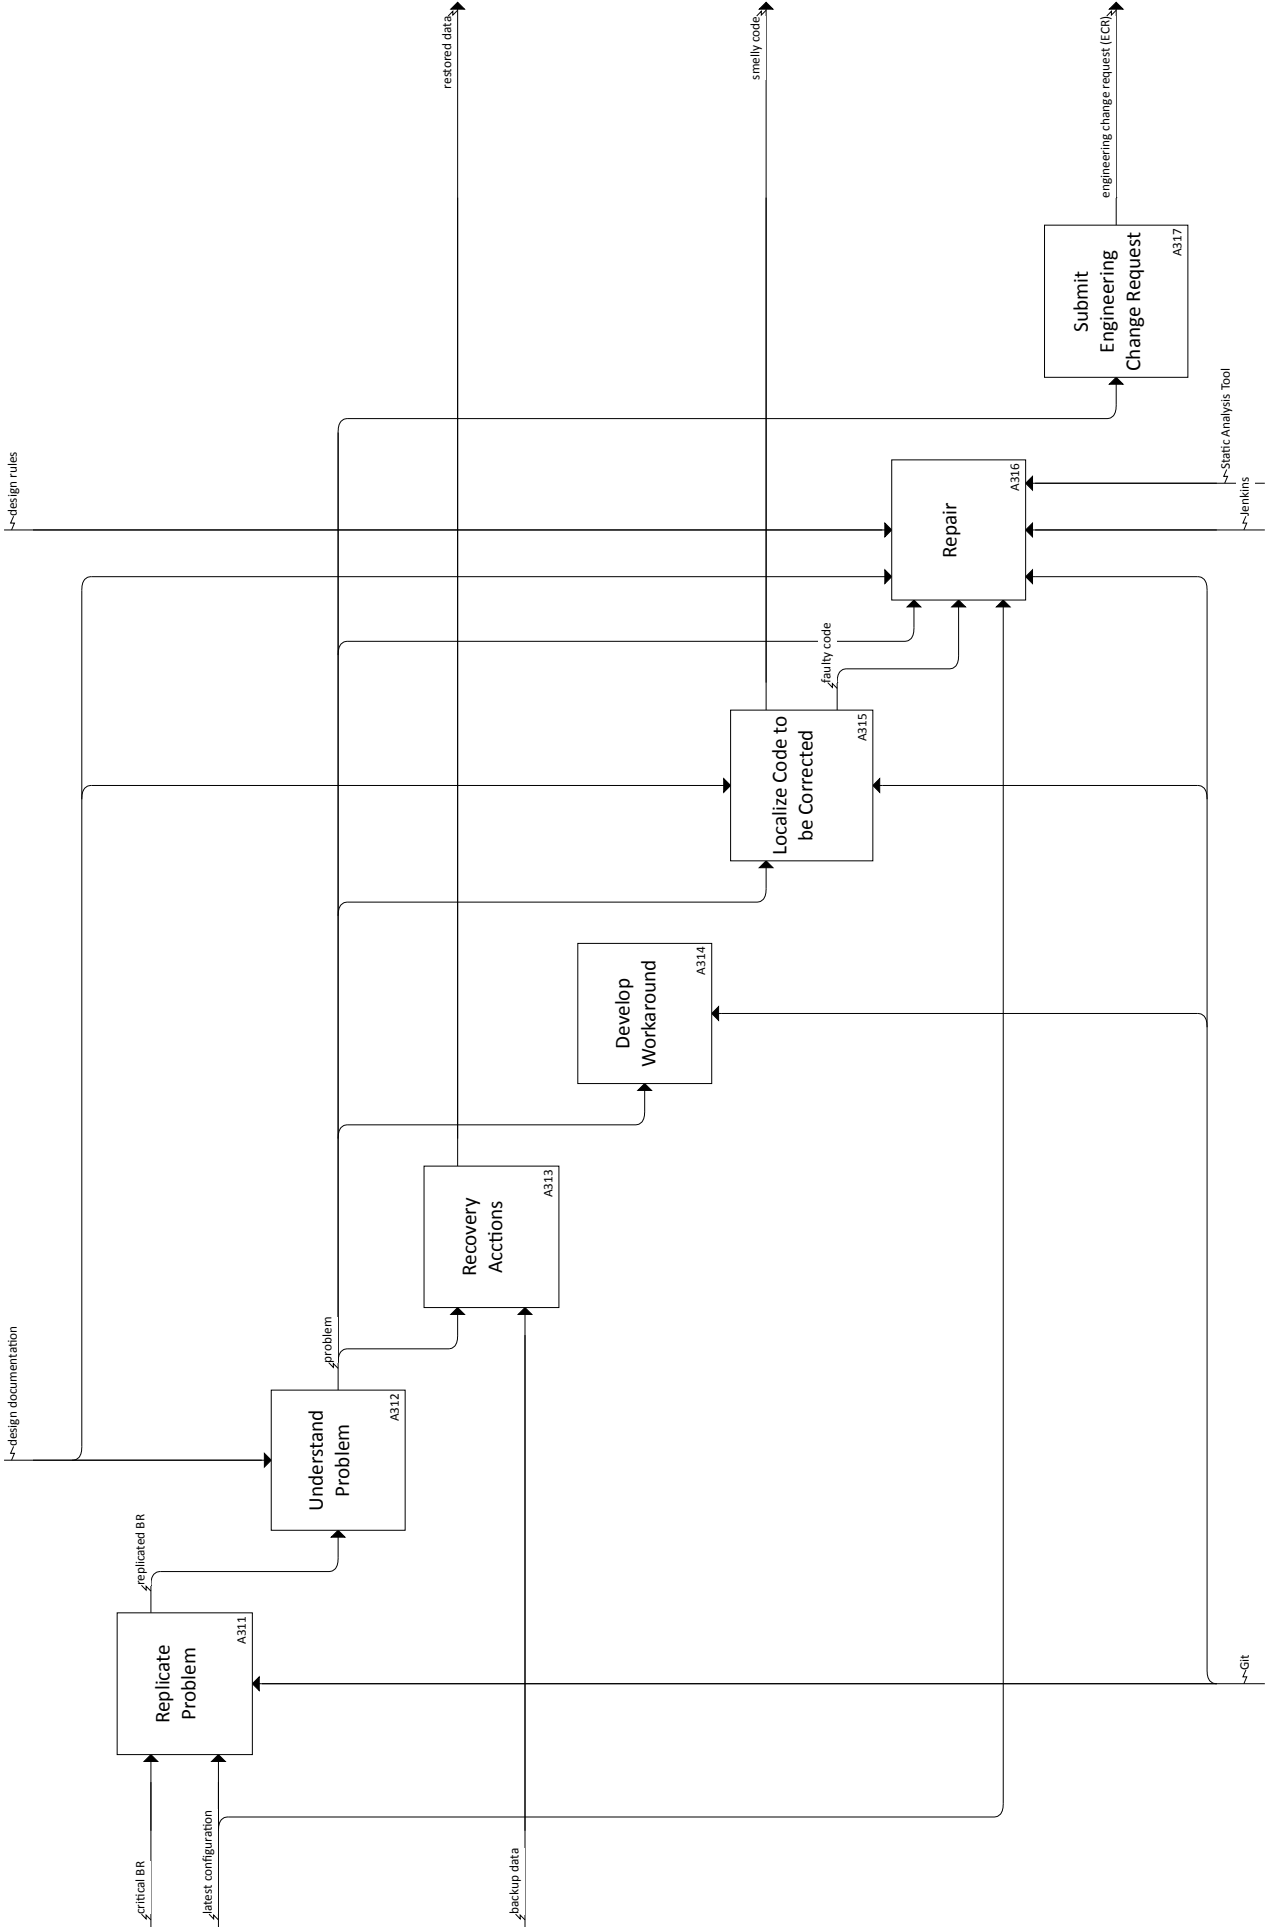 design documentation
design rules
critical BR
latest configuration
Replicate
Problem
A311
replicated BR
Understand
Problem
A312
problem
backup data
Recovery
Acctions
A313
restored data
Develop
Workaround
A314
Localize Code to
be Corrected
A315
smelly code
faulty code
Repair
A316
Submit
Engineering
Change Request
A317
engineering change request (ECR)
Git
Jenkins
Static Analysis Tool